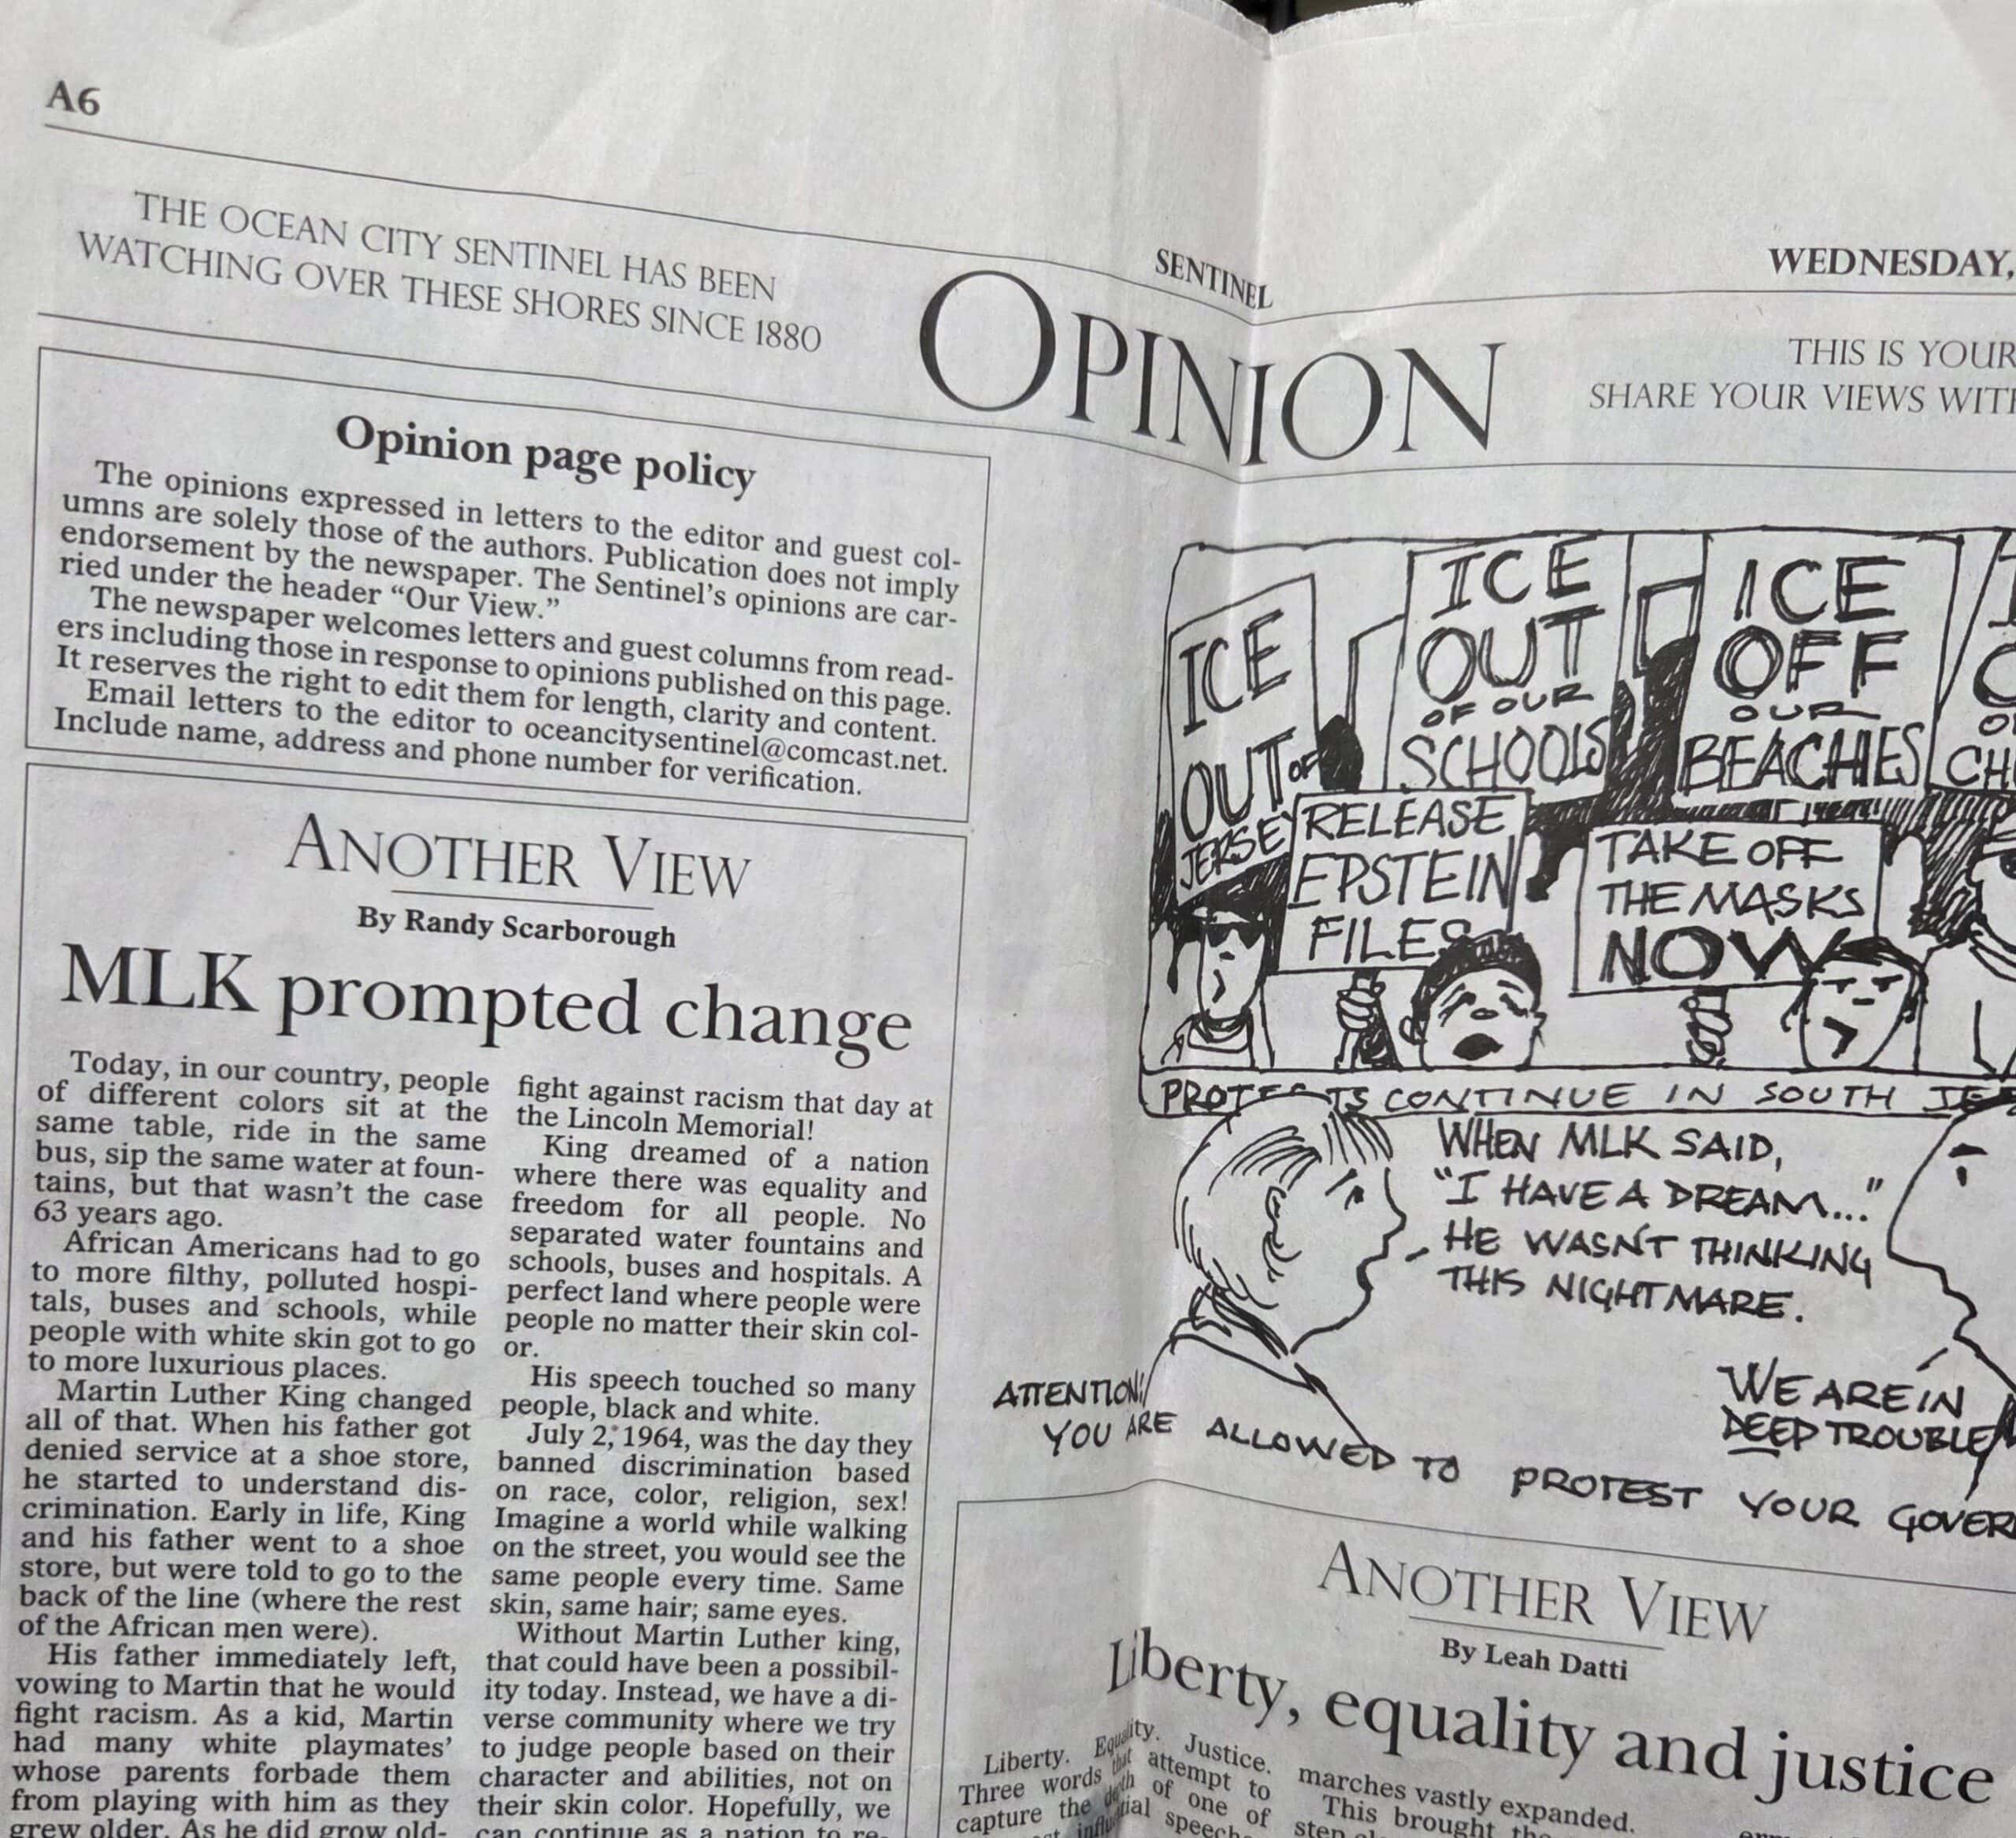 A6
SENTINEL
WEDNESDAY,
THE OCEAN CITY SENTINEL HAS BEEN
WATCHING OVER THESE SHORES SINCE 1880
OPINION
THIS IS YOUR
SHARE YOUR VIEWS
Opinion page policy
The opinions expressed in letters to the editor and guest col-
umns are solely those of the authors. Publication does not imply
endorsement by the newspaper. The Sentinel's opinions are car-
ried under the header “Our View.”
The newspaper welcomes letters and guest columns from read-
ers including those in response to opinions published on this page.
It reserves the right to edit them for length, clarity and content.
Email letters to the editor to oceancitysentinel@comcast.net.
Include name, address and phone number for verification.
ANOTHER VIEW
By Randy Scarborough
MLK prompted change
Today, in our country, people
of different colors sit at the
same table, ride in the same
bus, sip the same water at foun-
tains, but that wasn't the case
63 years ago.
African Americans had to go
to more filthy, polluted hospi-
tals, buses and schools, while
people with white skin got to go
to more luxurious places.
Martin Luther King changed
all of that. When his father got
denied service at a shoe store,
he started to understand dis-
crimination. Early in life, King
and his father went to a shoe
store, but were told to go to the
back of the line (where the rest
of the African men were).
His father immediately left,
vowing to Martin that he would
fight racism. As a kid, Martin
had many white playmates'
whose parents forbade them
from playing with him as they
grew older. As he did grow old-
fight against racism that day at
the Lincoln Memorial!
King dreamed of a nation
where there was equality and
freedom for all people. No
separated water fountains and
schools, buses and hospitals. A
perfect land where people were
people no matter their skin col-
or.
His speech touched so many
people, black and white.
July 2, 1964, was the day they
banned discrimination based
on race, color, religion, sex!
Imagine a world while walking
on the street, you would see the
same people every time. Same
skin, same hair; same eyes.
Without Martin Luther king,
that could have been a possibil-
ity today. Instead, we have a di-
verse community where we try
to judge people based on their
character and abilities, not on
their skin color. Hopefully, we
can continue as a nation to re-
ICE
OUT OF
JERSEY
ICE
OUT
OF OUR
SCHOOLS
ICE
OFF
OUR
BEACHES
RELEASE
EPSTEIN
FILES
TAKE OFF
THE MASKS
NOW
CONTINUE IN SOUTH
WHEN MLK SAID,
“I HAVE A DREAM...”
HE WASN'T THINKING
THIS NIGHTMARE.
WE ARE IN
DEEP TROUBLE
ATTENTION!
YOU ARE ALLOWED TO PROTEST YOUR
ANOTHER VIEW
By Leah Datti
Liberty, equality and justice
Liberty. Equality. Justice.
Three words that attempt to
capture the depth of one of
marches vastly expanded.
This brought